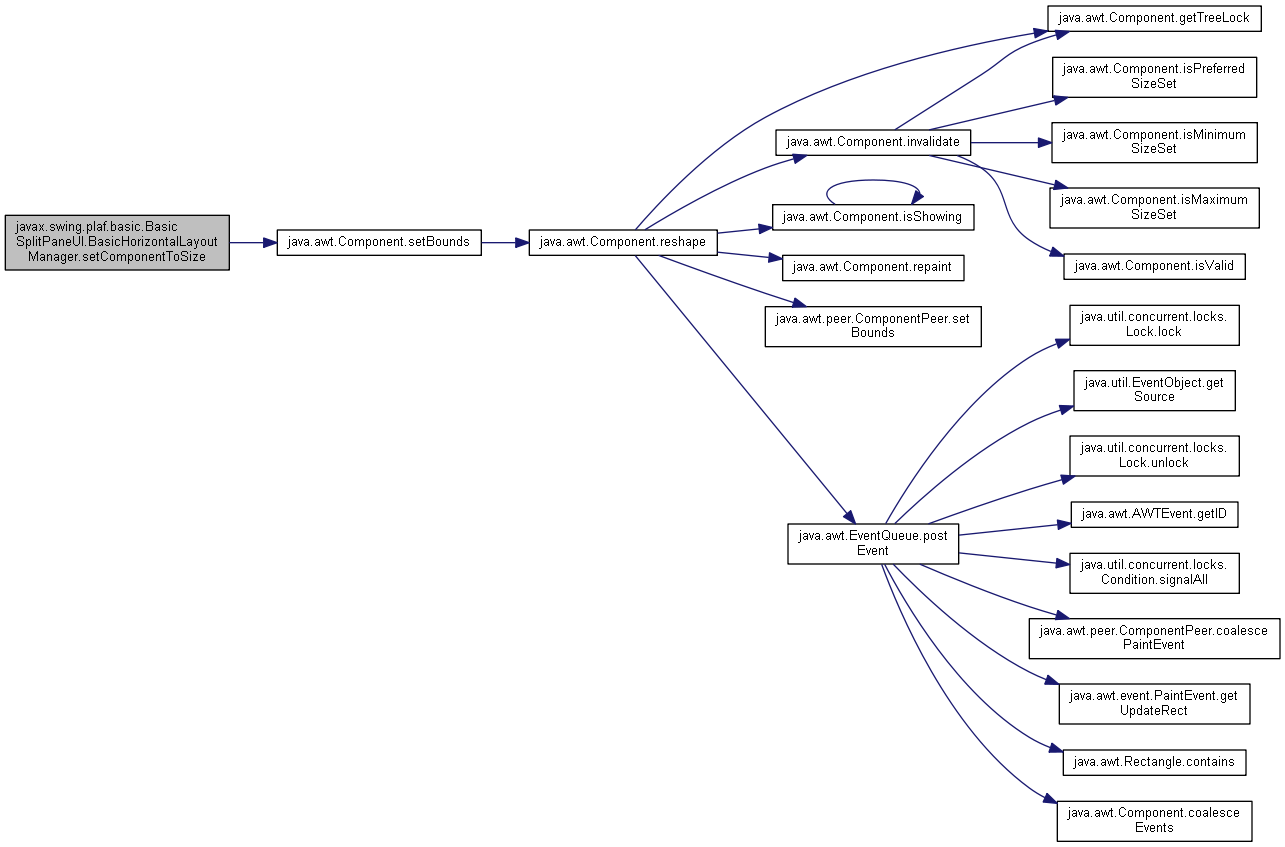 javax.swing.plaf.basic.Basic
SplitPaneUI.BasicHorizontalLayout
Manager.setComponentToSize
java.awt.Component.setBounds
java.awt.Component.reshape
java.awt.Component.getTreeLock
java.awt.Component.invalidate
java.awt.Component.isPreferred
SizeSet
java.awt.Component.isMinimum
SizeSet
java.awt.Component.isMaximum
SizeSet
java.awt.Component.isValid
java.awt.Component.isShowing
java.awt.Component.repaint
java.awt.peer.ComponentPeer.set
Bounds
java.awt.EventQueue.post
Event
java.util.concurrent.locks.
Lock.lock
java.util.EventObject.get
Source
java.util.concurrent.locks.
Lock.unlock
java.awt.AWTEvent.getID
java.util.concurrent.locks.
Condition.signalAll
java.awt.peer.ComponentPeer.coalesce
PaintEvent
java.awt.event.PaintEvent.get
UpdateRect
java.awt.Rectangle.contains
java.awt.Component.coalesce
Events